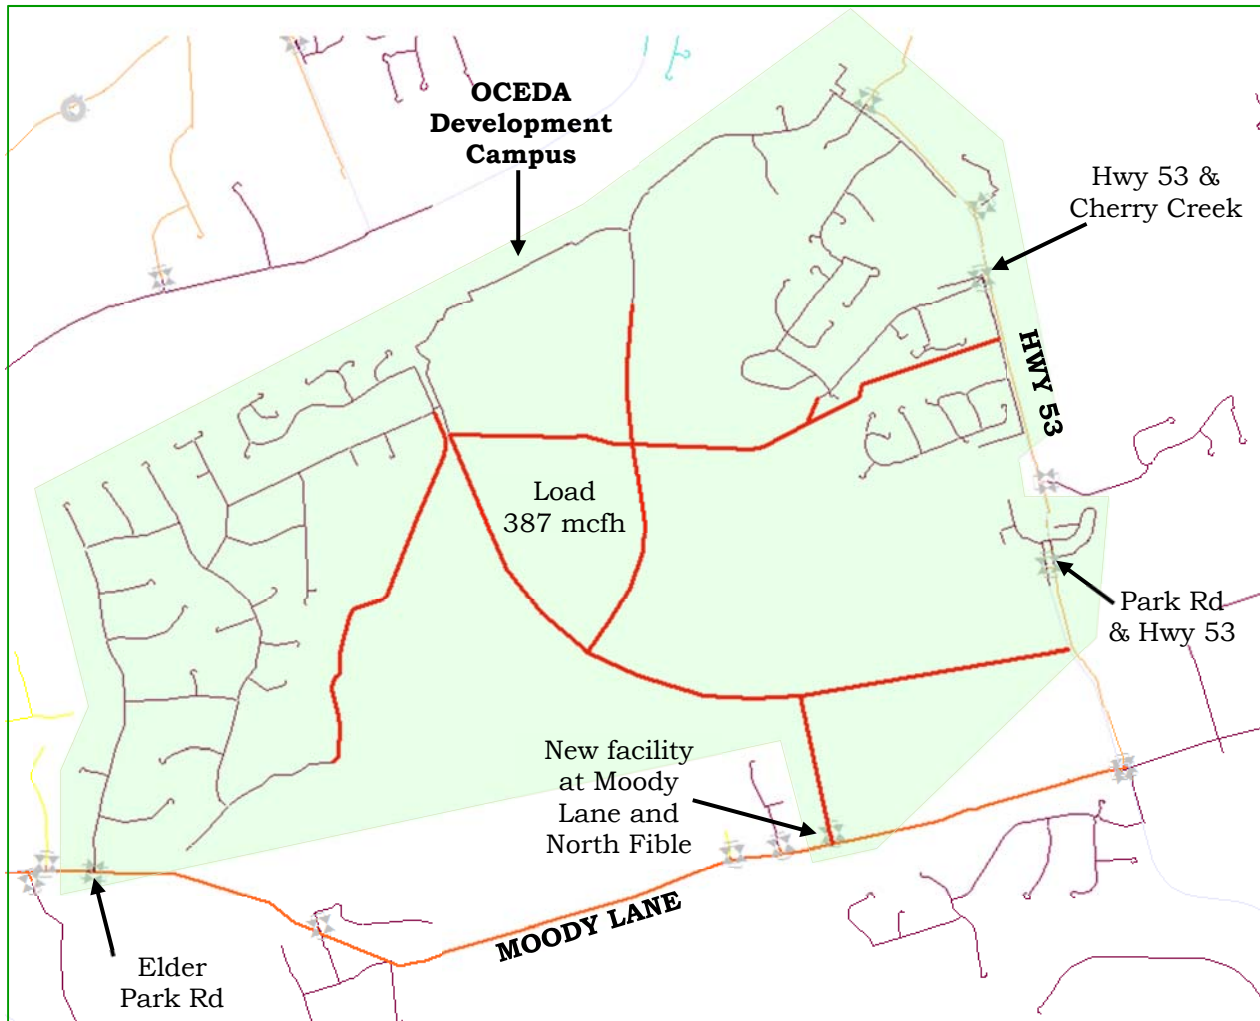 OCEDA
Development
Campus
Hwy 53 &
Cherry Creek
HWY 53
Load
387 mcfh
Park Rd
& Hwy 53
New facility
at Moody
Lane and
North Fible
MOODY LANE
Elder
Park Rd